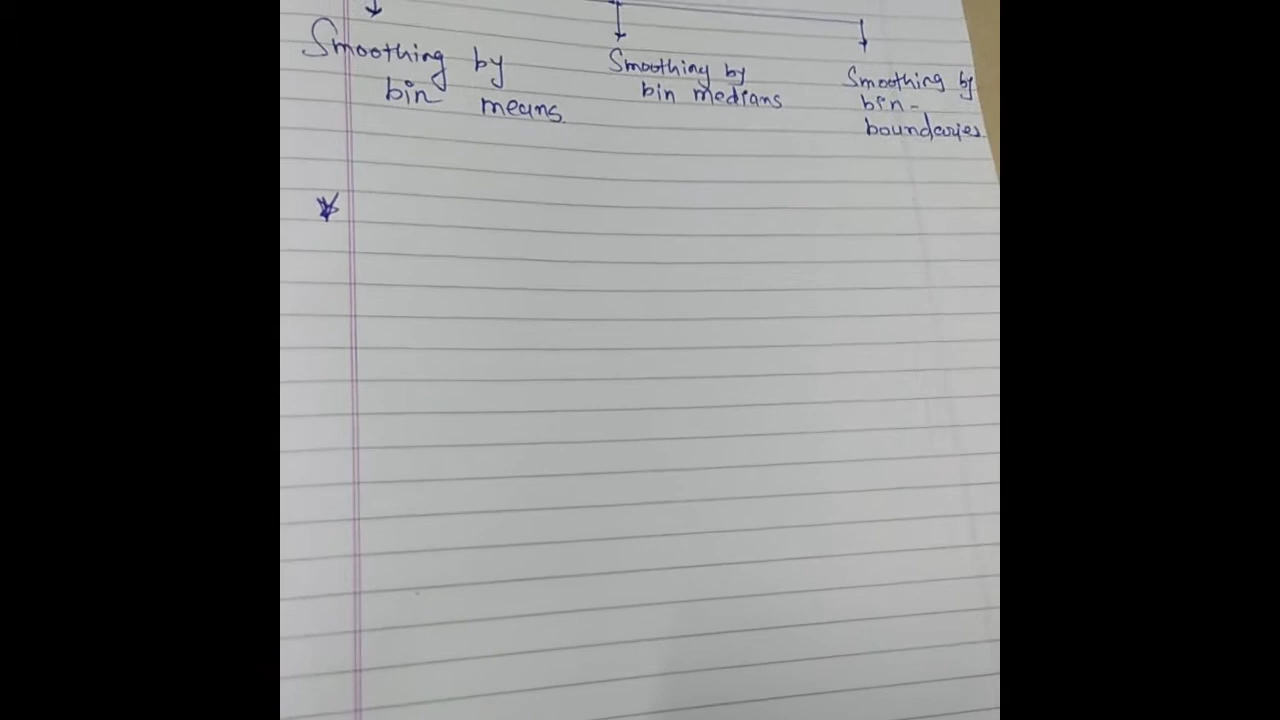 Smoothing by
bin means.
Smoothing by
bin medians
Smoothing by
bin-
boundaries.